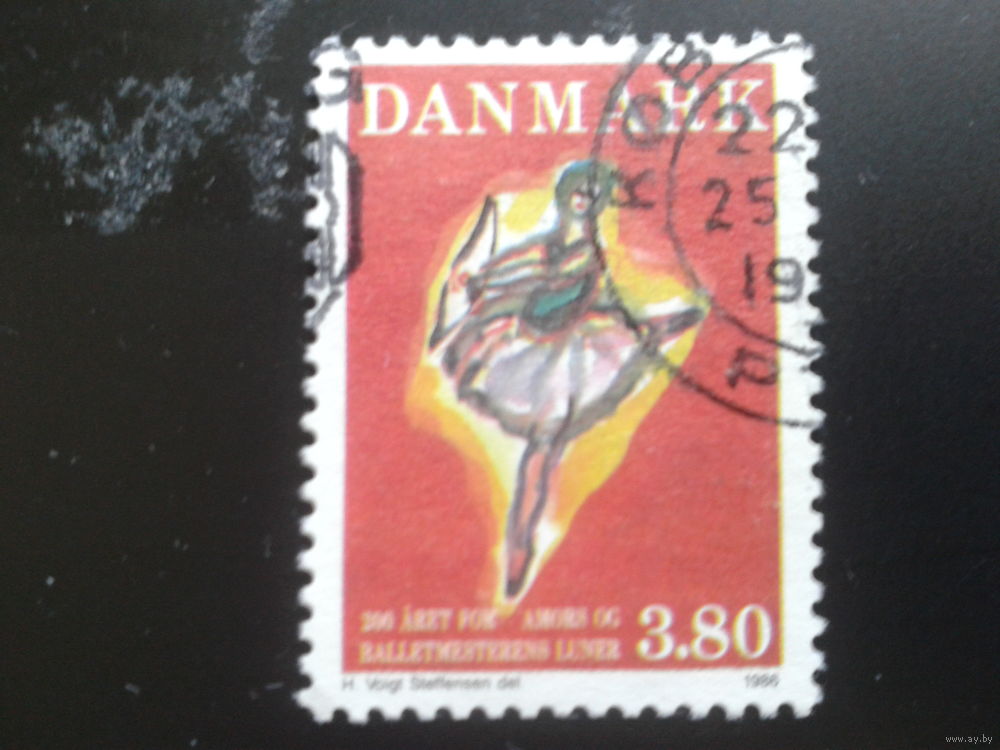 DANMARK
KØB
22
25
19
200 ÅRET FOR AMORS OG
BALLETMESTERENS LUNER
3.80
H. Voigt Steffensen del. 1986
www.ay.by